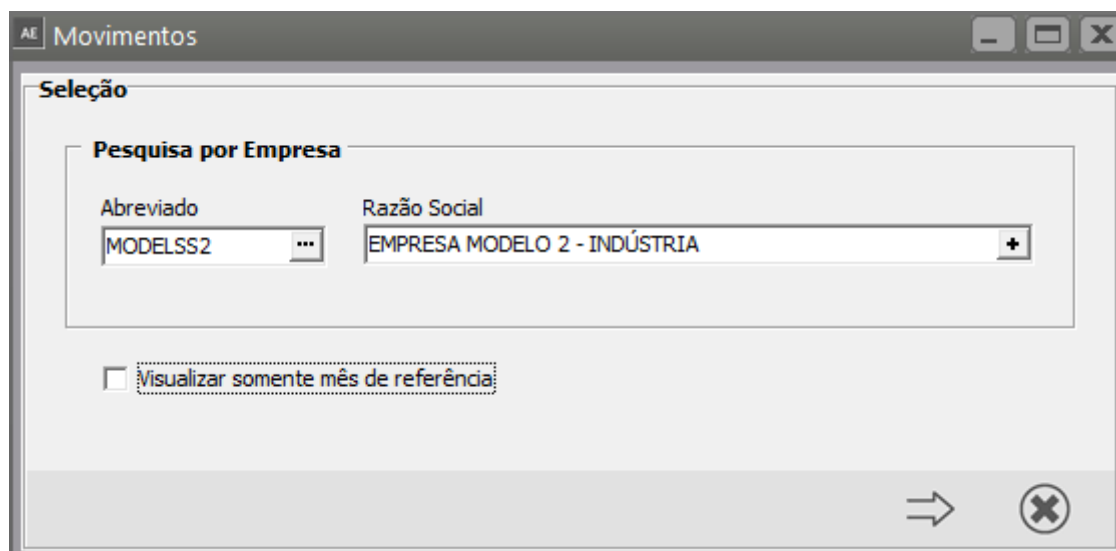 AE Movimentos
Seleção
Pesquisa por Empresa
Abreviado Razão Social
MODELSS2 ... EMPRESA MODELO 2 - INDÚSTRIA +
Visualizar somente mês de referência